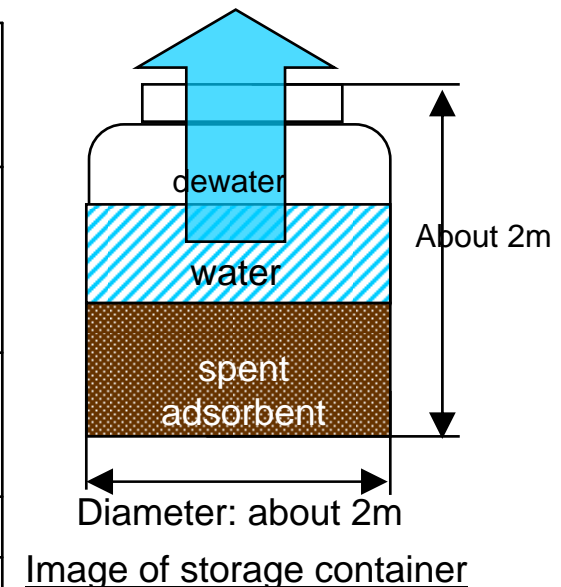 dewater
About 2m
water
spent
adsorbent
Diameter: about 2m
Image of storage container